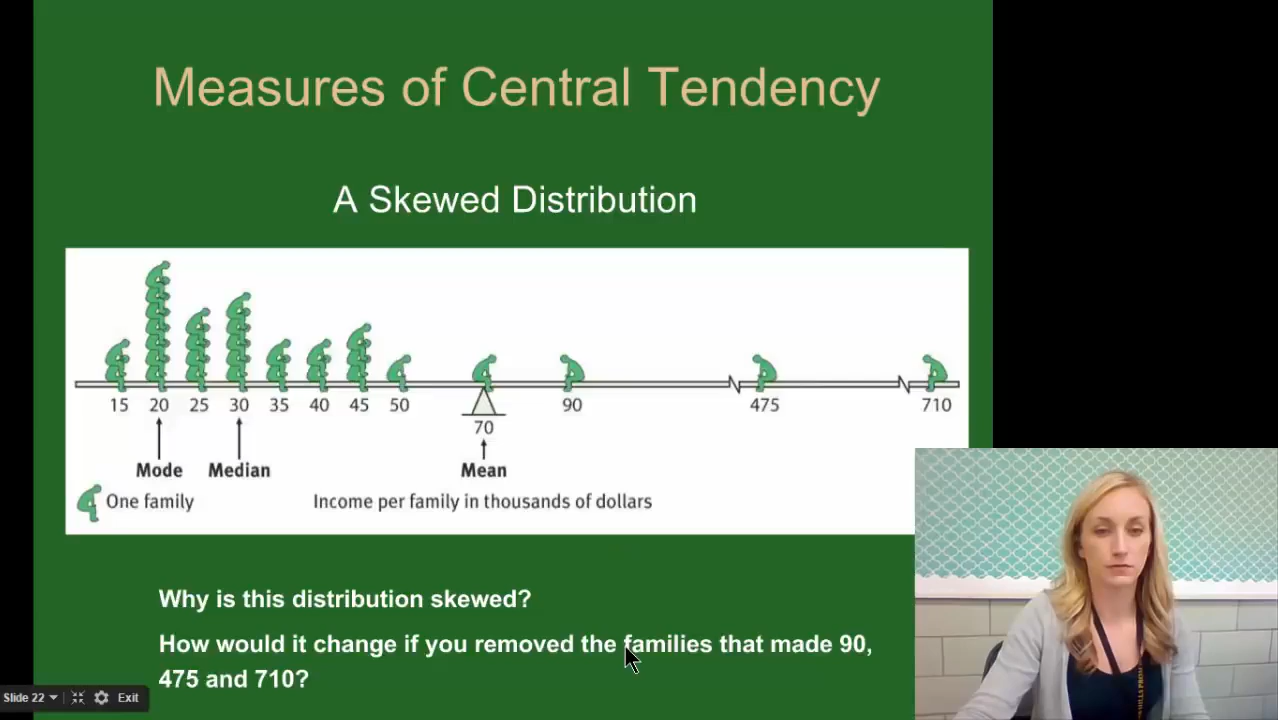 Measures of Central Tendency
A Skewed Distribution
15 20 25 30 35 40 45 50 90 475 710
70
Mode Median Mean
One family Income per family in thousands of dollars
Why is this distribution skewed?
How would it change if you removed the families that made 90,
475 and 710?
Slide 22 Exit